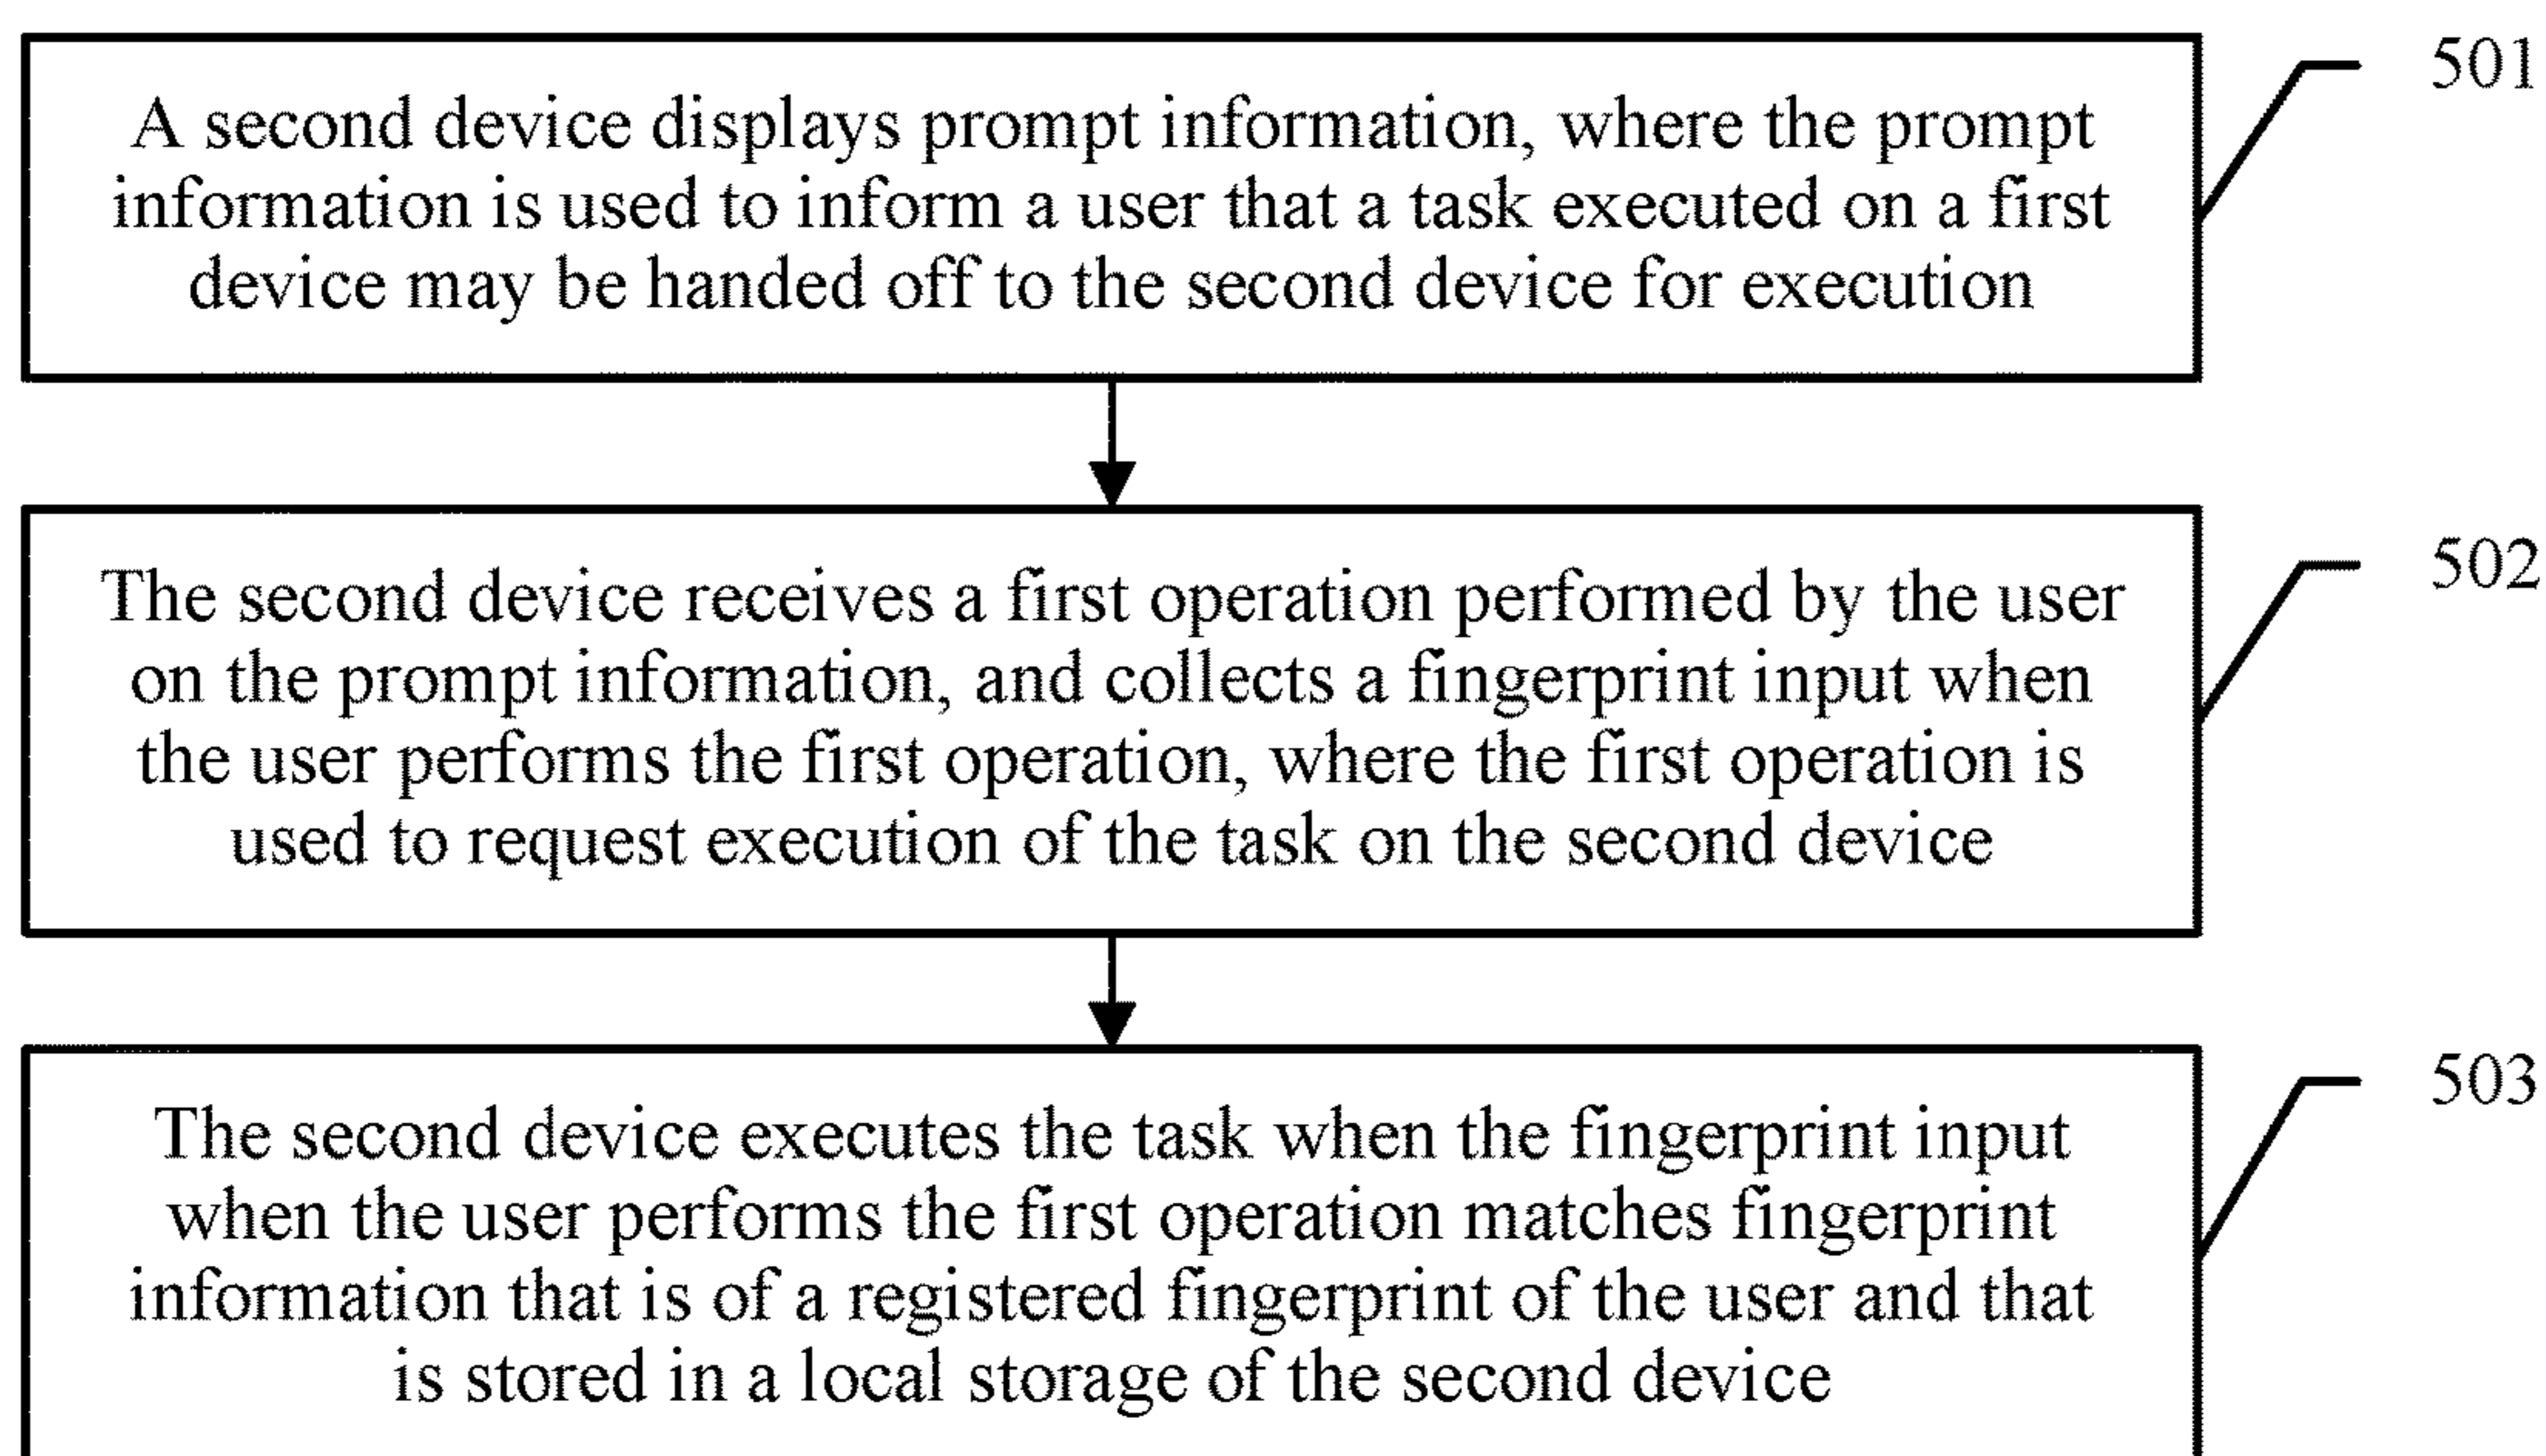 501
A second device displays prompt information, where the prompt
information is used to inform a user that a task executed on a first
device may be handed off to the second device for execution
502
The second device receives a first operation performed by the user
on the prompt information, and collects a fingerprint input when
the user performs the first operation, where the first operation is
used to request execution of the task on the second device
503
The second device executes the task when the fingerprint input
when the user performs the first operation matches fingerprint
information that is of a registered fingerprint of the user and that
is stored in a local storage of the second device